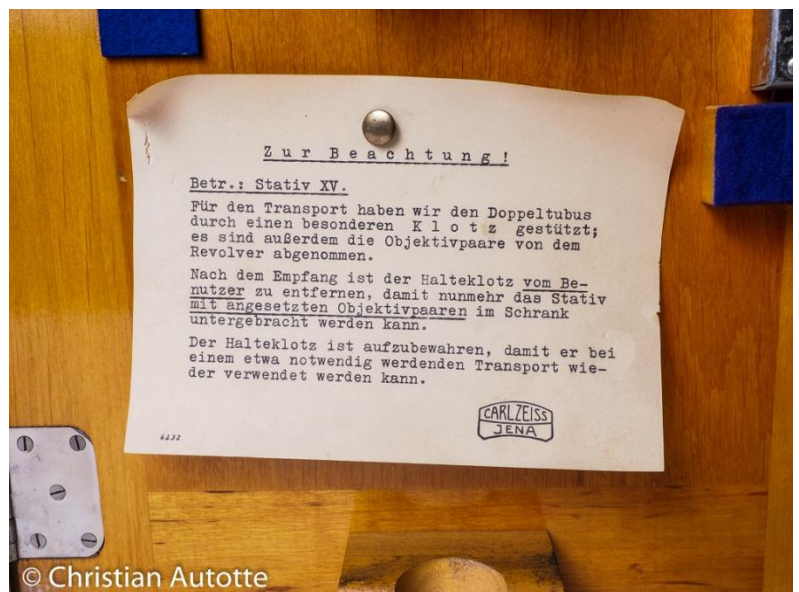 Zur Beachtung!
Betr.: Stativ XV.
Für den Transport haben wir den Doppeltubus
durch einen besonderen Klotz gestützt;
es sind außerdem die Objektivpaare von dem
Revolver abgenommen.
Nach dem Empfang ist der Halteklotz vom Be-
nutzer zu entfernen, damit nunmehr das Stativ
mit angesetzten Objektivpaaren im Schrank
untergebracht werden kann.
Der Halteklotz ist aufzubewahren, damit er bei
einem etwa notwendig werdenden Transport wie-
der verwendet werden kann.
CARL ZEISS
JENA
6232
© Christian Autotte